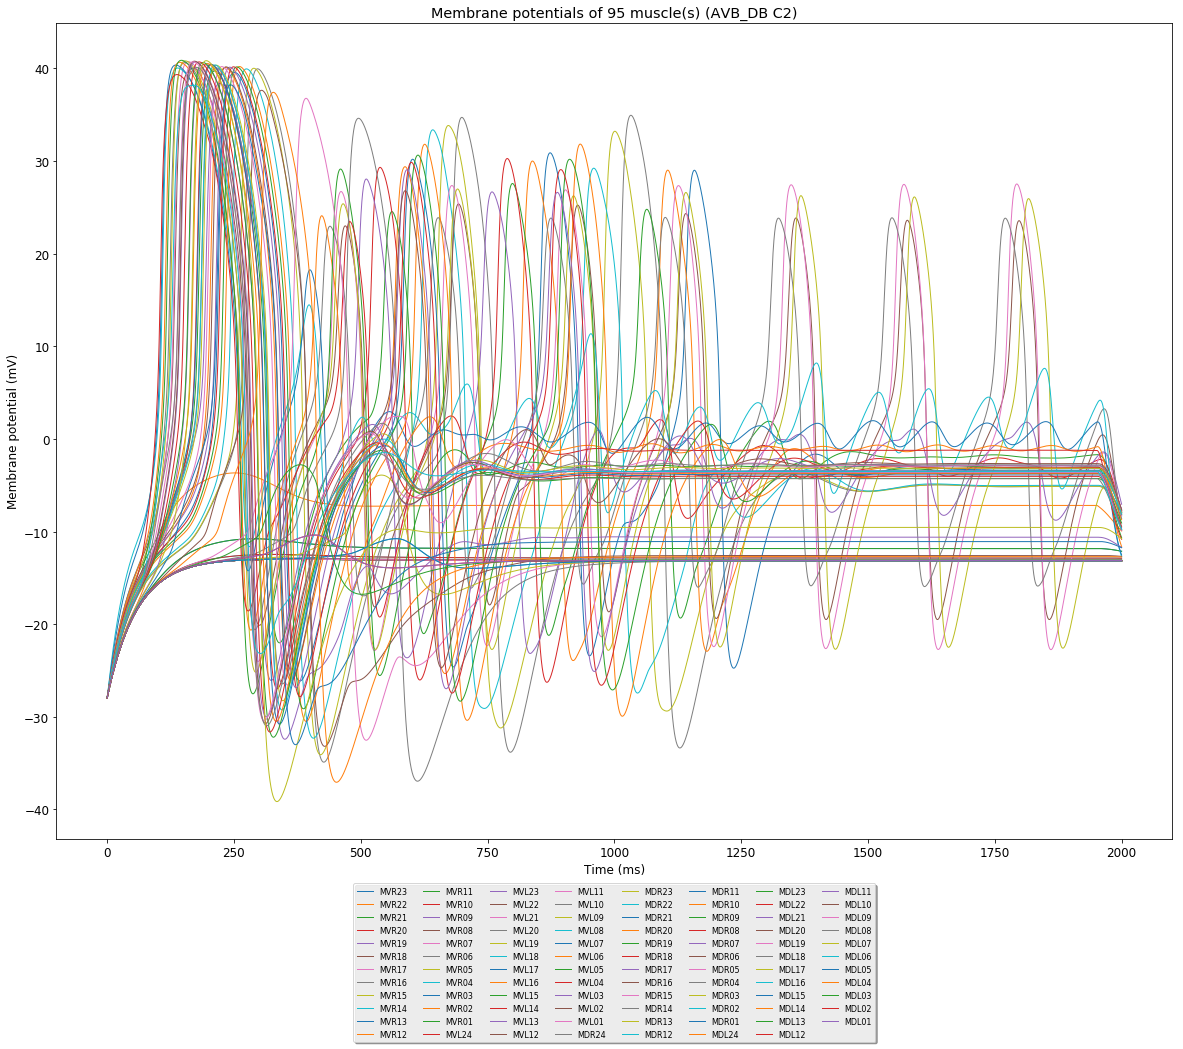 Membrane potentials of 95 muscle(s) (AVB_DB C2)
Membrane potential (mV)
40
30
20
10
0
−10
−20
−30
−40
0 250 500 750 1000 1250 1500 1750 2000
Time (ms)
MVR23 MVR11 MVL23 MVL11 MDR23 MDR11 MDL23 MDL11
MVR22 MVR10 MVL22 MVL10 MDR22 MDR10 MDL22 MDL10
MVR21 MVR09 MVL21 MVL09 MDR21 MDR09 MDL21 MDL09
MVR20 MVR08 MVL20 MVL08 MDR20 MDR08 MDL20 MDL08
MVR19 MVR07 MVL19 MVL07 MDR19 MDR07 MDL19 MDL07
MVR18 MVR06 MVL18 MVL06 MDR18 MDR06 MDL18 MDL06
MVR17 MVR05 MVL17 MVL05 MDR17 MDR05 MDL17 MDL05
MVR16 MVR04 MVL16 MVL04 MDR16 MDR04 MDL16 MDL04
MVR15 MVR03 MVL15 MVL03 MDR15 MDR03 MDL15 MDL03
MVR14 MVR02 MVL14 MVL02 MDR14 MDR02 MDL14 MDL02
MVR13 MVR01 MVL13 MVL01 MDR13 MDR01 MDL13 MDL01
MVR12 MVL24 MVL12 MDR24 MDR12 MDL24 MDL12